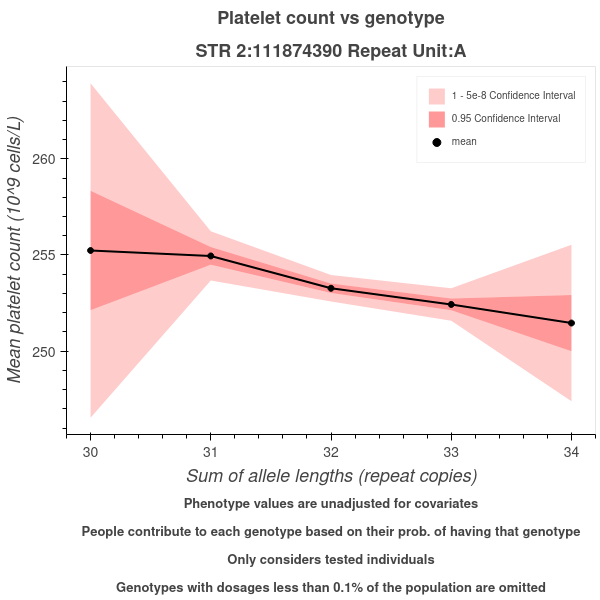 Platelet count vs genotype
STR 2:111874390 Repeat Unit:A
1 - 5e-8 Confidence Interval
0.95 Confidence Interval
mean
Mean platelet count (10^9 cells/L)
260
255
250
30 31 32 33 34
Sum of allele lengths (repeat copies)
Phenotype values are unadjusted for covariates
People contribute to each genotype based on their prob. of having that genotype
Only considers tested individuals
Genotypes with dosages less than 0.1% of the population are omitted